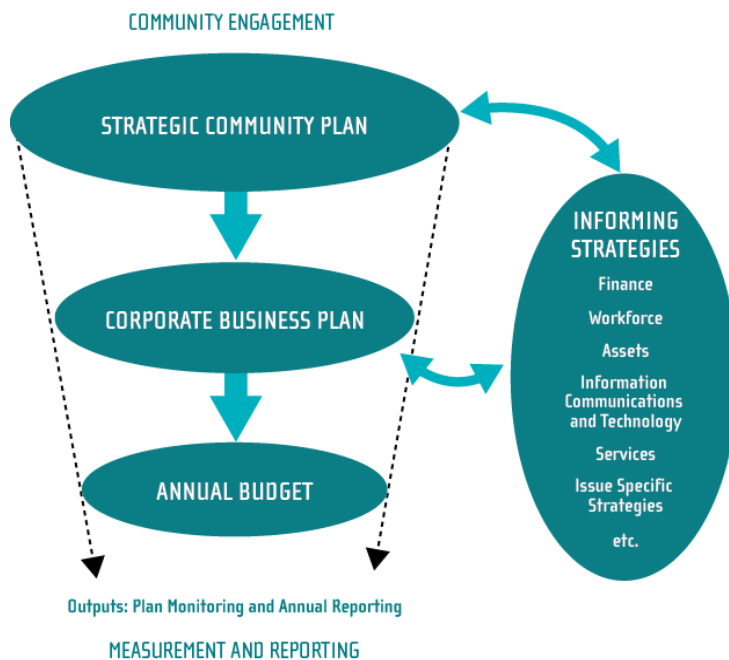 COMMUNITY ENGAGEMENT
STRATEGIC COMMUNITY PLAN
CORPORATE BUSINESS PLAN
ANNUAL BUDGET
INFORMING
STRATEGIES
Finance
Workforce
Assets
Information
Communications
and Technology
Services
Issue Specific
Strategies
etc.
Outputs: Plan Monitoring and Annual Reporting
MEASUREMENT AND REPORTING